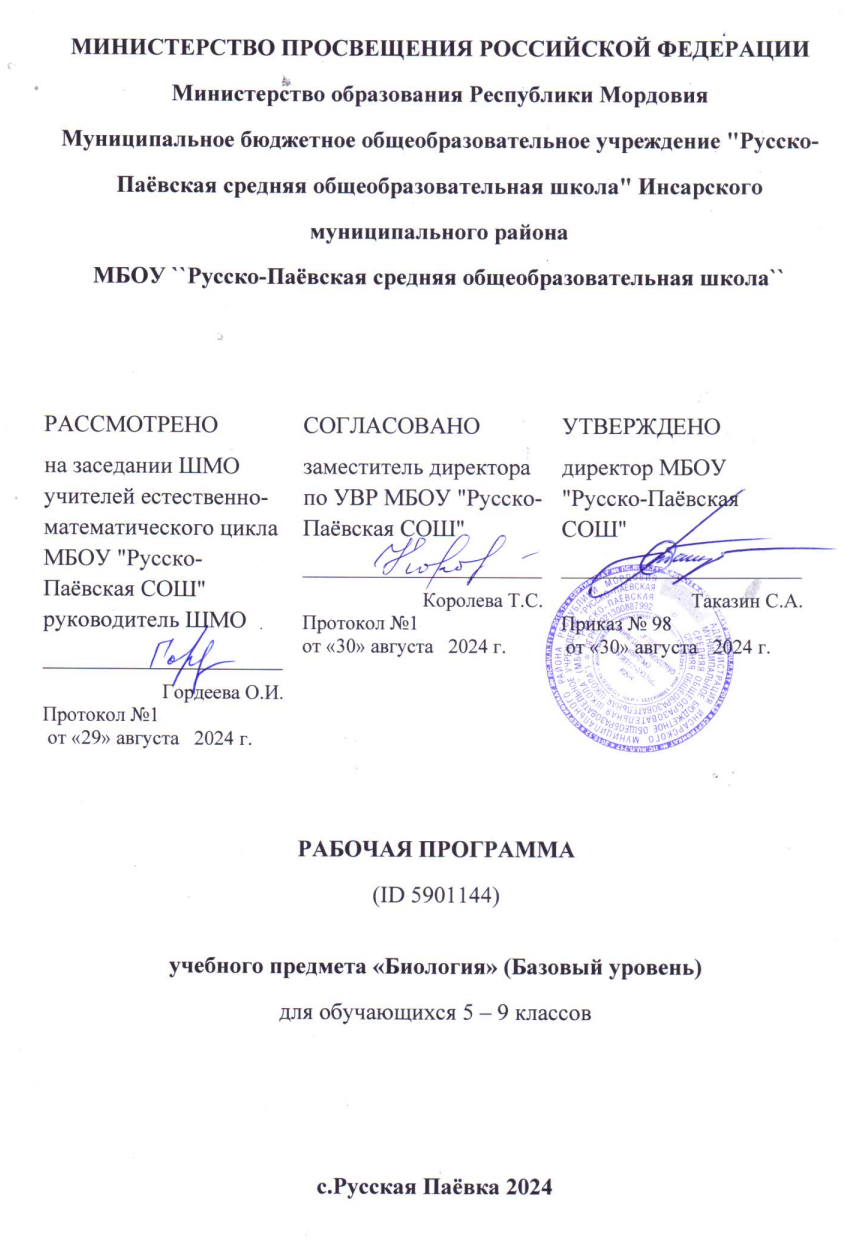 МИНИСТЕРСТВО ПРОСВЕЩЕНИЯ РОССИЙСКОЙ ФЕДЕРАЦИИ
Министерство образования Республики Мордовия
Муниципальное бюджетное общеобразовательное учреждение "Русско-
Паёвская средняя общеобразовательная школа" Инсарского
муниципального района
МБОУ ``Русско-Паёвская средняя общеобразовательная школа``
РАССМОТРЕНО
на заседании ШМО
учителей естественно-
математического цикла
МБОУ "Русско-
Паёвская СОШ"
руководитель ШМО
Гордеева О.И.
Протокол №1
от «29» августа 2024 г.
СОГЛАСОВАНО
заместитель директора
по УВР МБОУ "Русско-
Паёвская СОШ"
Королева Т.С.
Протокол №1
от «30» августа 2024 г.
УТВЕРЖДЕНО
директор МБОУ
"Русско-Паёвская
СОШ"
Таказин С.А.
Приказ № 98
от «30» августа 2024 г.
РАБОЧАЯ ПРОГРАММА
(ID 5901144)
учебного предмета «Биология» (Базовый уровень)
для обучающихся 5 – 9 классов
с.Русская Паёвка 2024